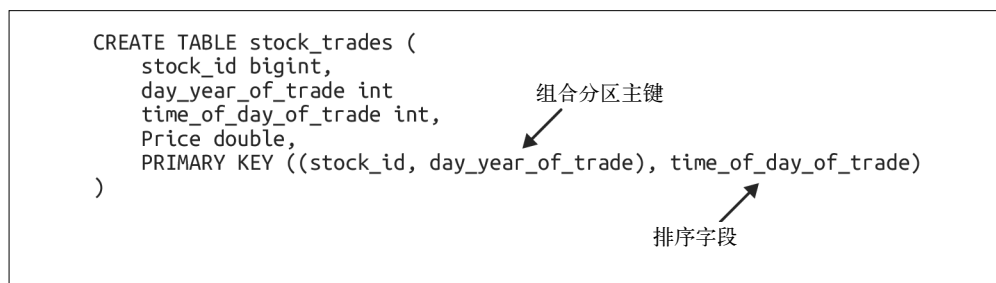 CREATE TABLE stock_trades (
stock_id bigint,
day_year_of_trade int
time_of_day_of_trade int,
组合分区主键
Price double,
PRIMARY KEY ((stock_id, day_year_of_trade), time_of_day_of_trade)
)
排序字段